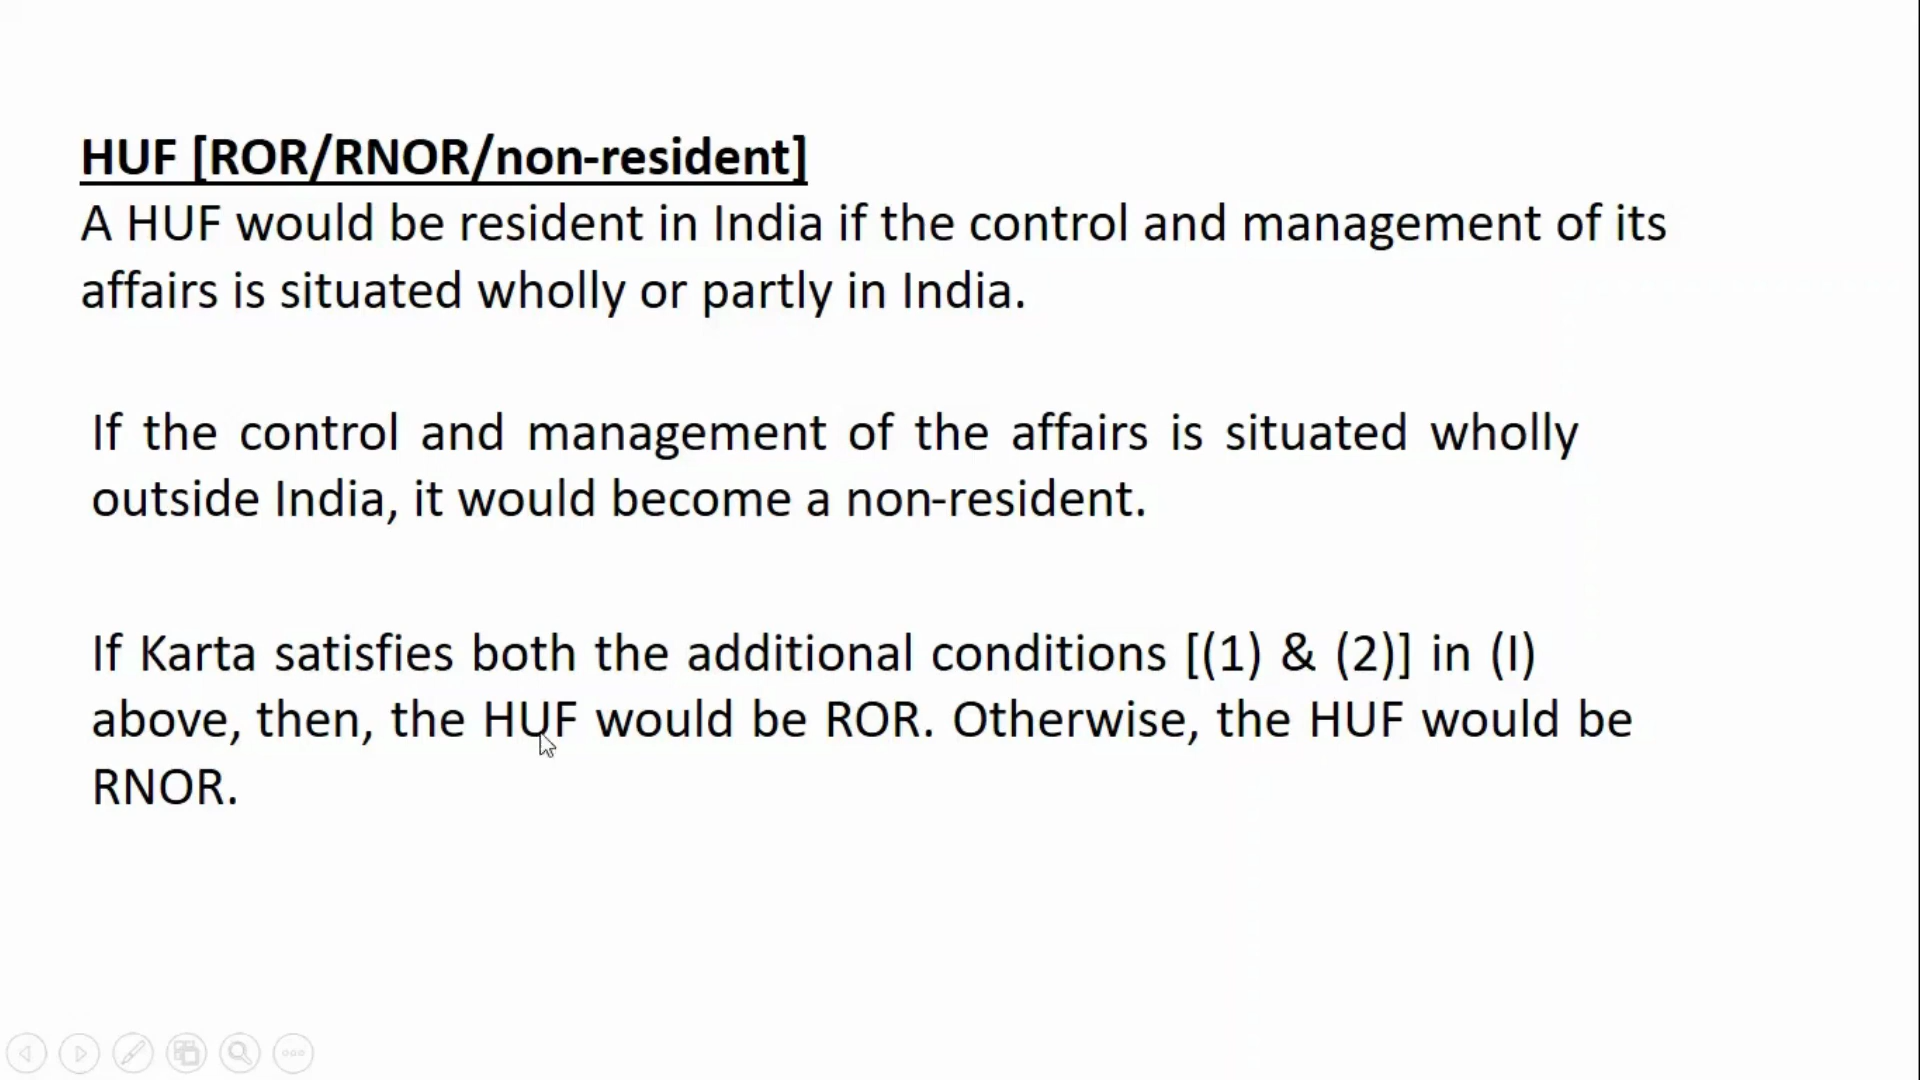 HUF [ROR/RNOR/non-resident]
A HUF would be resident in India if the control and management of its
affairs is situated wholly or partly in India.
If the control and management of the affairs is situated wholly
outside India, it would become a non-resident.
If Karta satisfies both the additional conditions [(1) & (2)] in (I)
above, then, the HUF would be ROR. Otherwise, the HUF would be
RNOR.